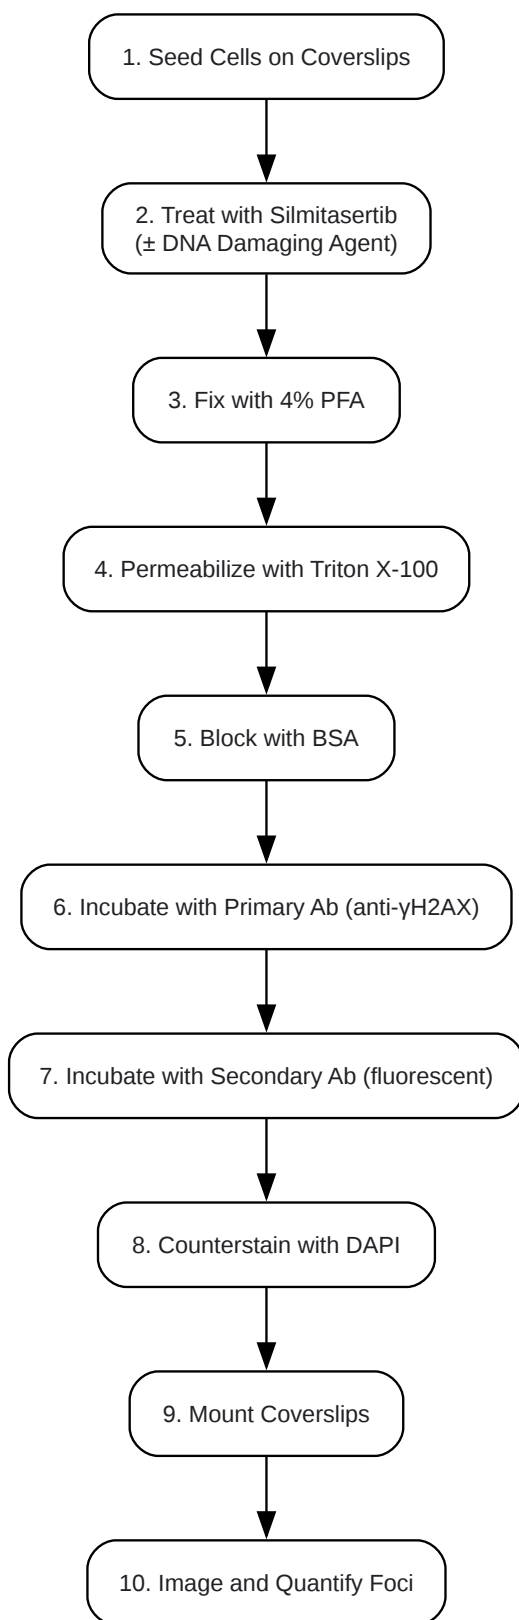 1. Seed Cells on Coverslips
2. Treat with Silmitasertib
(± DNA Damaging Agent)
3. Fix with 4% PFA
4. Permeabilize with Triton X-100
5. Block with BSA
6. Incubate with Primary Ab (anti-γH2AX)
7. Incubate with Secondary Ab (fluorescent)
8. Counterstain with DAPI
9. Mount Coverslips
10. Image and Quantify Foci